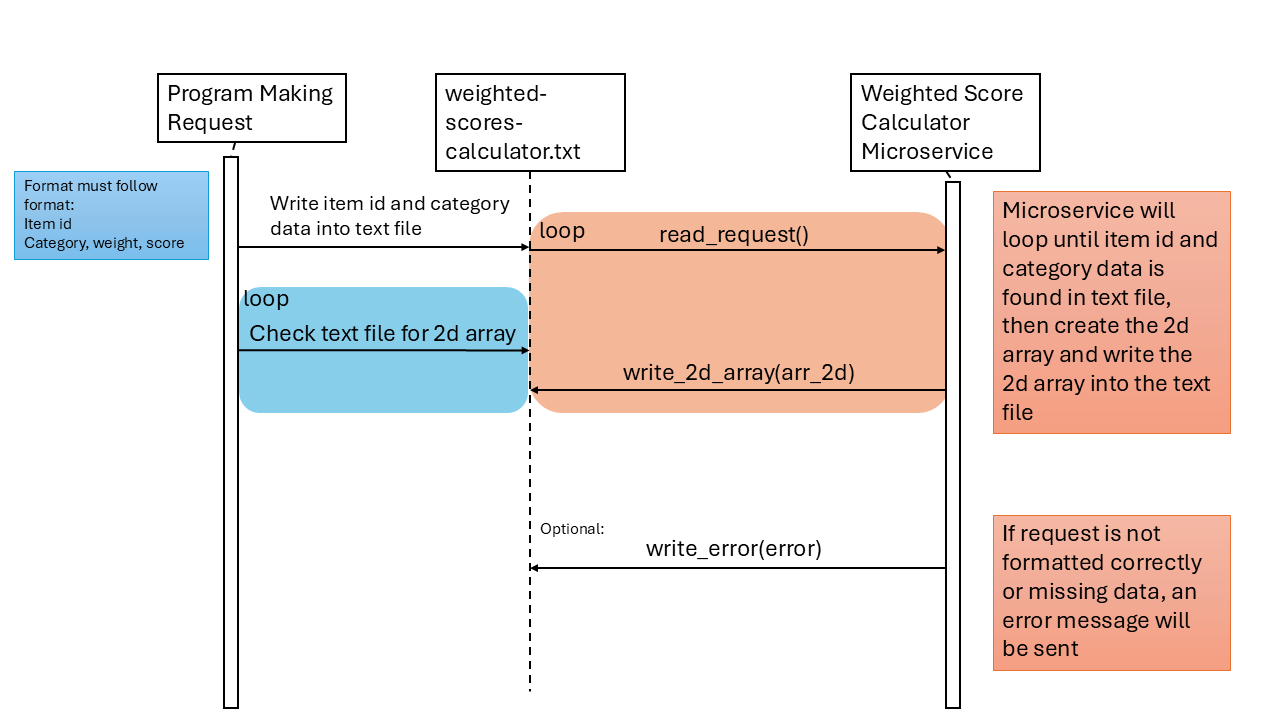 Program Making
Request
weighted-
scores-
calculator.txt
Weighted Score
Calculator
Microservice
Format must follow
format:
Item id
Category, weight, score
Write item id and category
data into text file
loop
read_request()
Microservice will
loop until item id and
category data is
found in text file,
then create the 2d
array and write the
2d array into the text
file
loop
Check text file for 2d array
write_2d_array(arr_2d)
Optional:
write_error(error)
If request is not
formatted correctly
or missing data, an
error message will
be sent